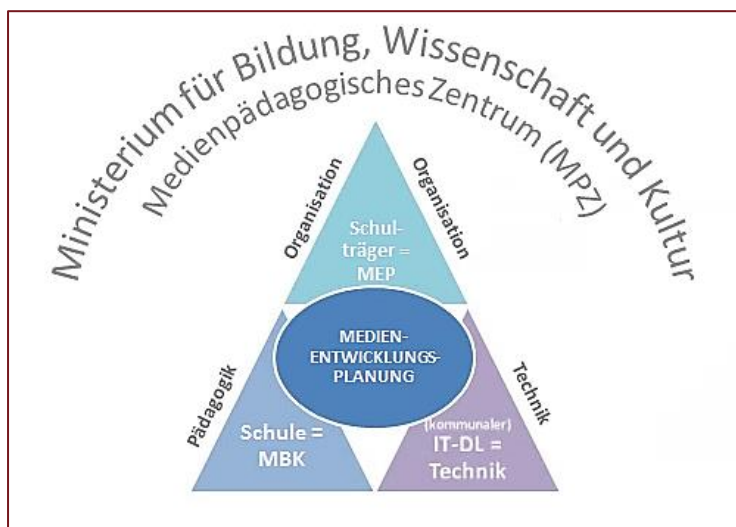 Ministerium für Bildung, Wissenschaft und Kultur
Medienpädagogisches Zentrum (MPZ)
Organisation
Organisation
Schul-
träger =
MEP
MEDIEN-
ENTWICKLUNGS-
PLANUNG
Pädagogik
Technik
Schule =
MBK
(kommunaler)
IT-DL =
Technik